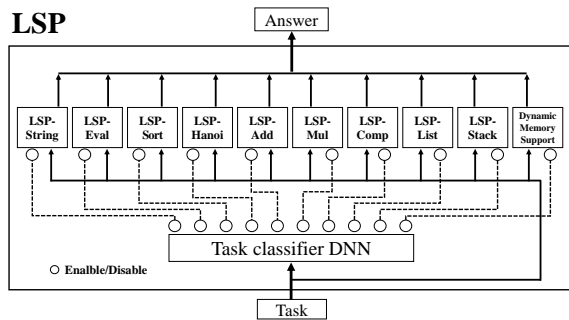 LSP
Answer
LSP-
String
LSP-
Eval
LSP-
Sort
LSP-
Hanoi
LSP-
Add
LSP-
Mul
LSP-
Comp
LSP-
List
LSP-
Stack
Dynamic
Memory
Support
Task classifier DNN
Enalble/Disable
Task